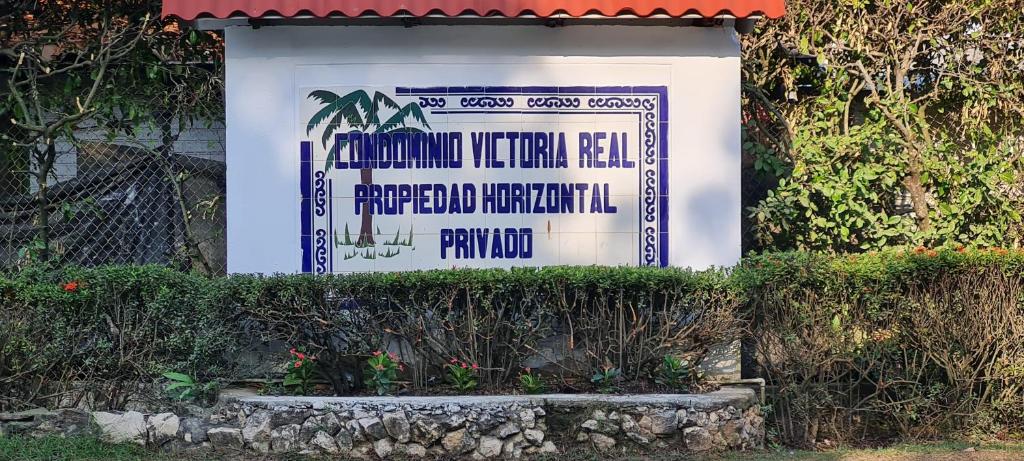 CONDOMINIO VICTORIA REAL
PROPIEDAD HORIZONTAL
PRIVADO